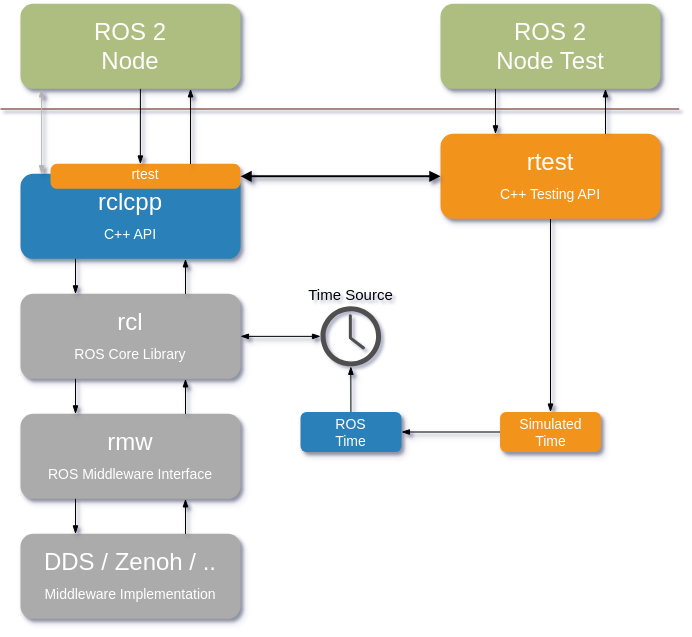 ROS 2
Node
ROS 2
Node Test
rtest
rclcpp
C++ API
rtest
C++ Testing API
Time Source
rcl
ROS Core Library
ROS
Time
Simulated
Time
rmw
ROS Middleware Interface
DDS / Zenoh / ..
Middleware Implementation